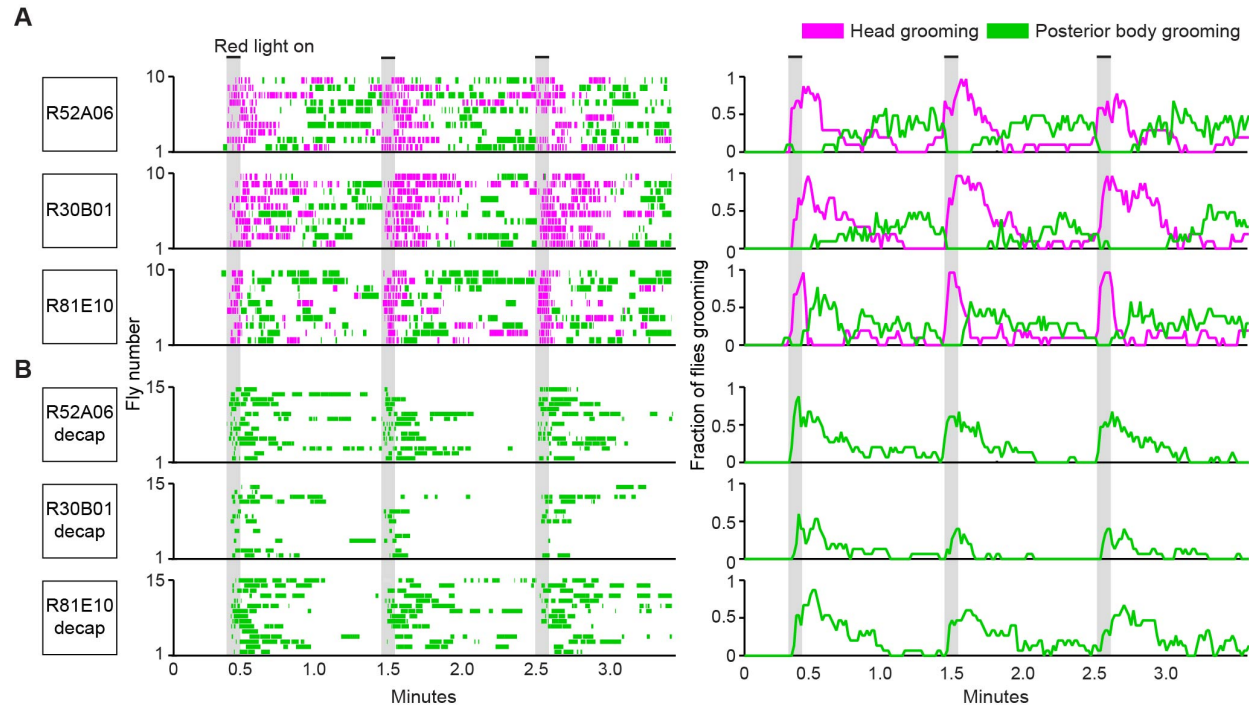 A
Red light on
Head grooming
Posterior body grooming
R52A06
10
1
1
0.5
0
R30B01
10
1
1
0.5
0
R81E10
10
1
1
0.5
0
Fly number
Fraction of flies grooming
B
R52A06
decap
15
1
1
0.5
0
R30B01
decap
15
1
1
0.5
0
R81E10
decap
15
1
1
0.5
0
0 0.5 1.0 1.5 2.0 2.5 3.0
Minutes
0 0.5 1.0 1.5 2.0 2.5 3.0
Minutes